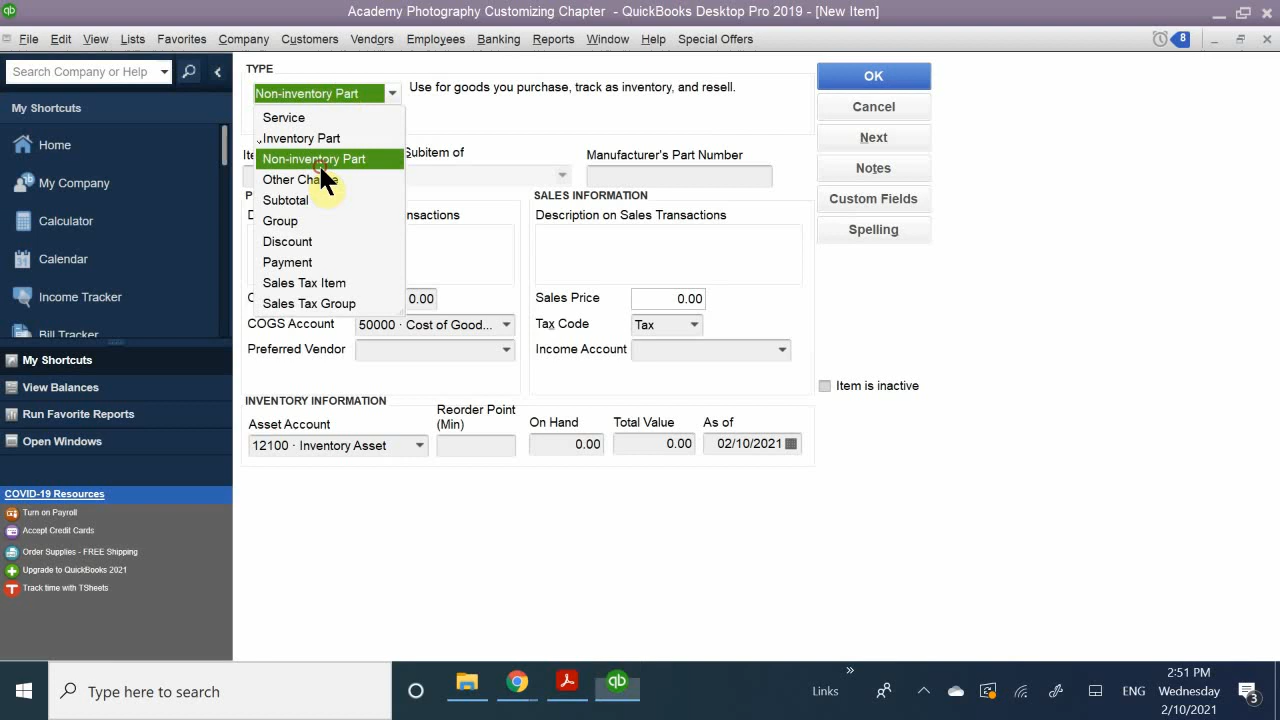 Academy Photography Customizing Chapter - QuickBooks Desktop Pro 2019 - [New Item]
File Edit View Lists Favorites Company Customers Vendors Employees Banking Reports Window Help Special Offers
8
Search Company or Help
My Shortcuts
Home
My Company
Calculator
Calendar
Income Tracker
Bill Tracker
My Shortcuts
View Balances
Run Favorite Reports
Open Windows
COVID-19 Resources
Turn on Payroll
Accept Credit Cards
Order Supplies - FREE Shipping
Upgrade to QuickBooks 2021
Track time with TSheets
TYPE
Non-inventory Part
Use for goods you purchase, track as inventory, and resell.
Service
Inventory Part
Non-inventory Part
Other Cha
Subtotal
Group
Discount
Payment
Sales Tax Item
Sales Tax Group
Ite
Subitem of
Manufacturer's Part Number
P
D
nsactions
C
0.00
COGS Account
50000 · Cost of Good...
Preferred Vendor
SALES INFORMATION
Description on Sales Transactions
Sales Price
0.00
Tax Code
Tax
Income Account
INVENTORY INFORMATION
Asset Account
12100 · Inventory Asset
Reorder Point
(Min)
On Hand
0.00
Total Value
0.00
As of
02/10/2021
OK
Cancel
Next
Notes
Custom Fields
Spelling
Item is inactive
Type here to search
qb
Links
ENG
2:51 PM
Wednesday
2/10/2021
3